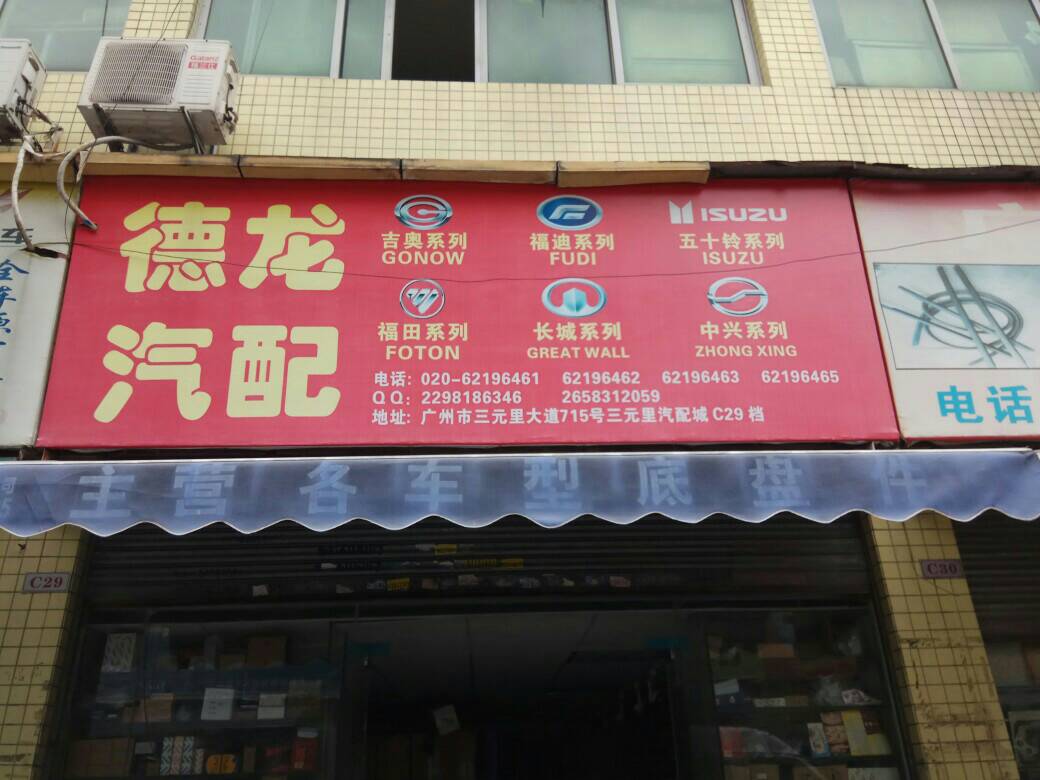 Galanz
格兰仕
德龙
汽配
吉奥系列
GONOW
福迪系列
FUDI
ISUZU
五十铃系列
ISUZU
福田系列
FOTON
长城系列
GREAT WALL
中兴系列
ZHONG XING
电话: 020-62196461 62196462 62196463 62196465
QQ: 2298186346 2658312059
地址: 广州市三元里大道715号三元里汽配城 C29 档
电话
主营各车型底盘件
C29
C30